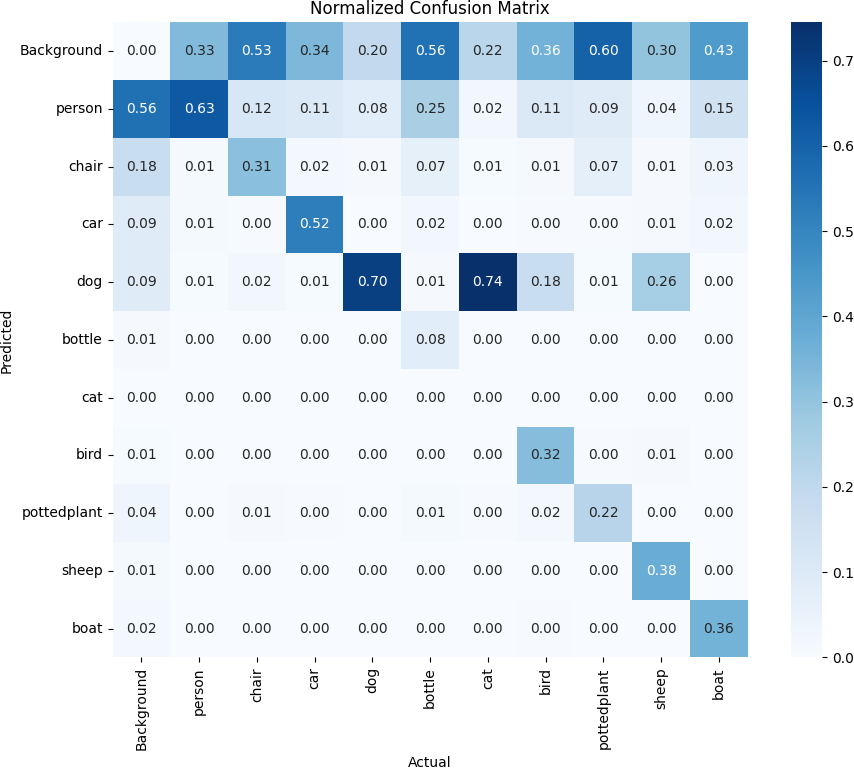 Normalized Confusion Matrix
Background 0.00 0.33 0.53 0.34 0.20 0.56 0.22 0.36 0.60 0.30 0.43
person 0.56 0.63 0.12 0.11 0.08 0.25 0.02 0.11 0.09 0.04 0.15
chair 0.18 0.01 0.31 0.02 0.01 0.07 0.01 0.01 0.07 0.01 0.03
car 0.09 0.01 0.00 0.52 0.00 0.02 0.00 0.00 0.00 0.01 0.02
dog 0.09 0.01 0.02 0.01 0.70 0.01 0.74 0.18 0.01 0.26 0.00
bottle 0.01 0.00 0.00 0.00 0.00 0.08 0.00 0.00 0.00 0.00 0.00
cat 0.00 0.00 0.00 0.00 0.00 0.00 0.00 0.00 0.00 0.00 0.00
bird 0.01 0.00 0.00 0.00 0.00 0.00 0.00 0.32 0.00 0.01 0.00
pottedplant 0.04 0.00 0.01 0.00 0.00 0.01 0.00 0.02 0.22 0.00 0.00
sheep 0.01 0.00 0.00 0.00 0.00 0.00 0.00 0.00 0.00 0.38 0.00
boat 0.02 0.00 0.00 0.00 0.00 0.00 0.00 0.00 0.00 0.00 0.36
Background person chair car dog bottle cat bird pottedplant sheep boat
Actual
Predicted
0.7
0.6
0.5
0.4
0.3
0.2
0.1
0.0